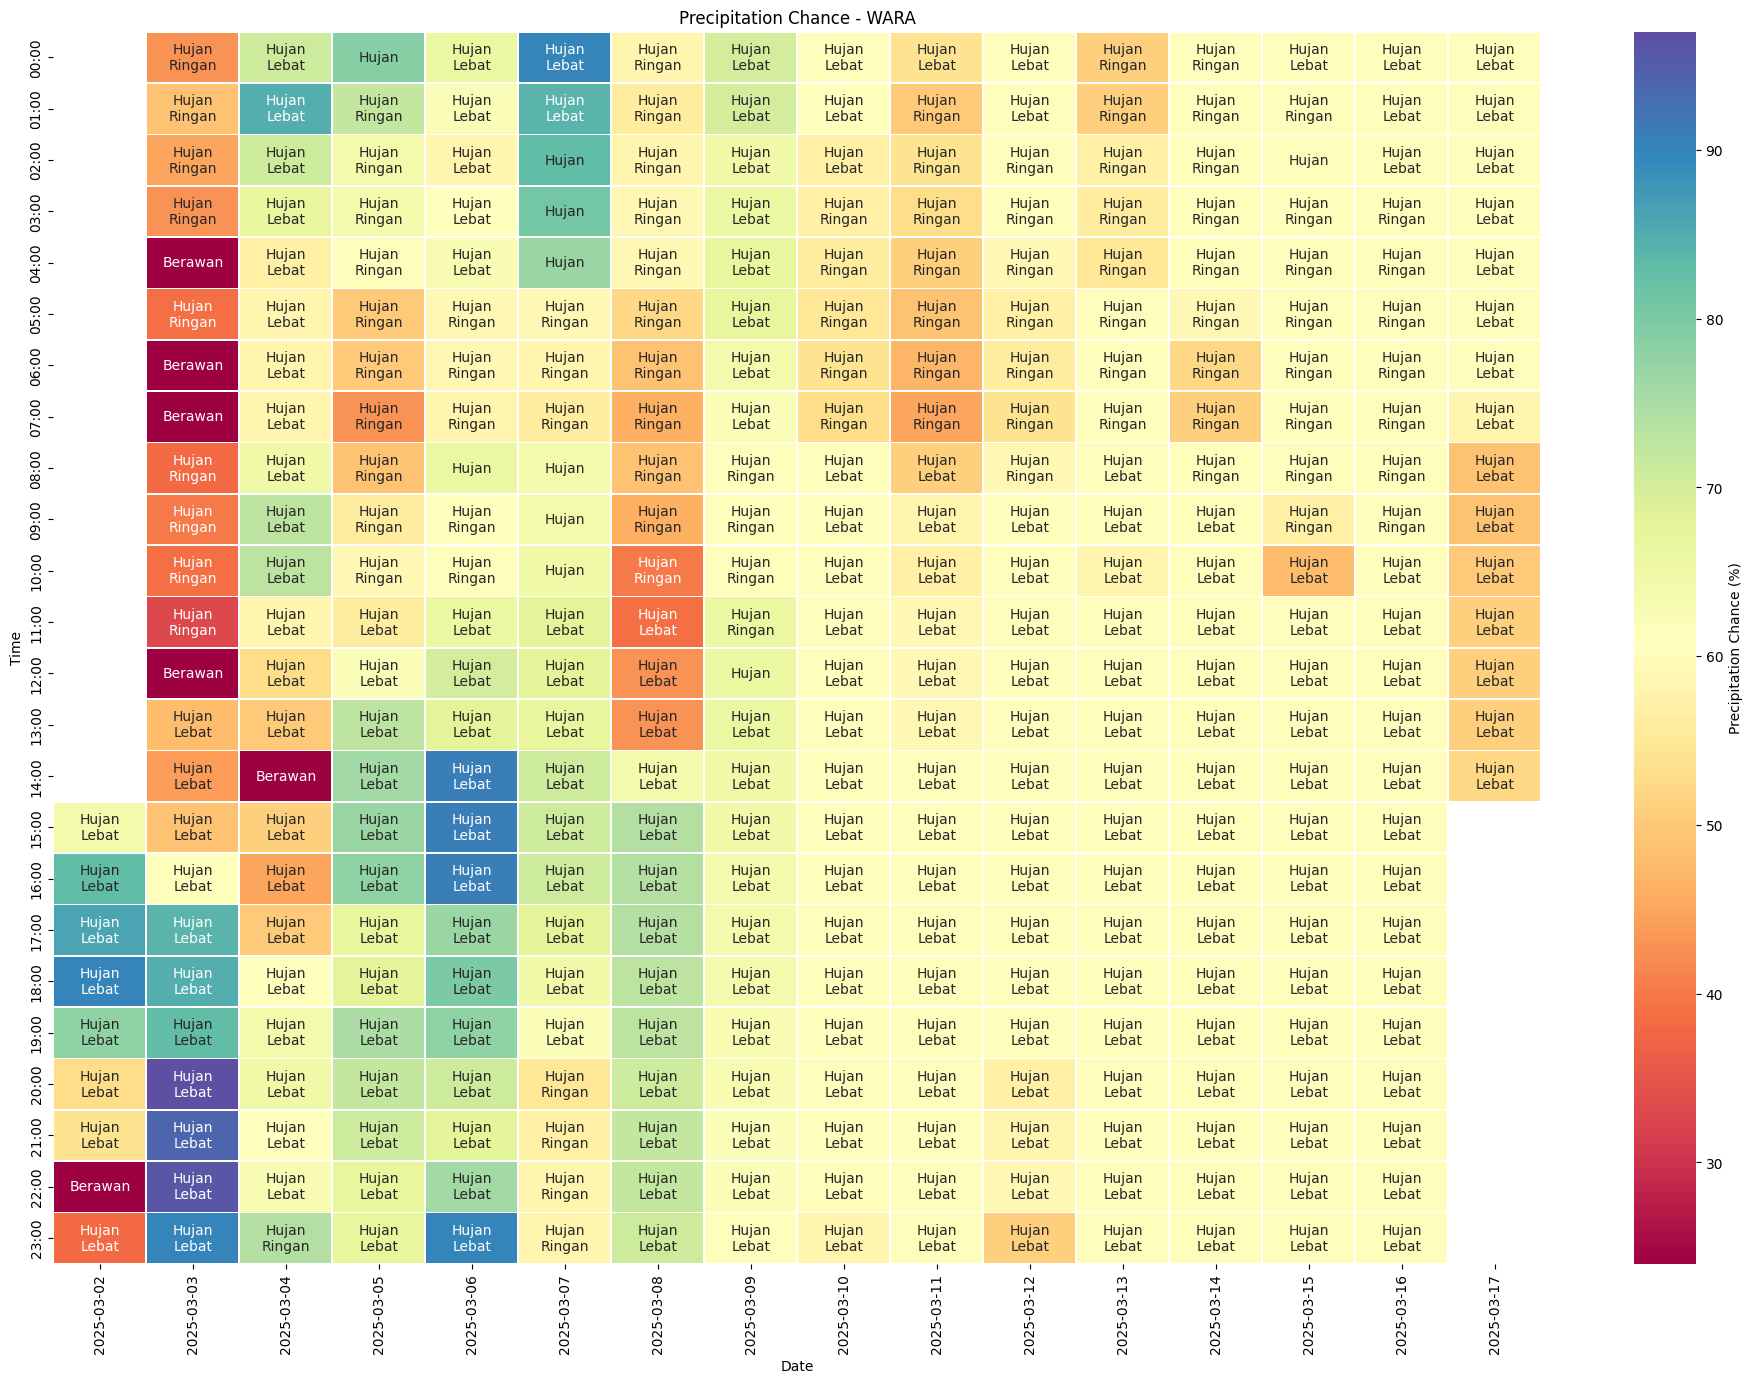 Precipitation Chance - WARA
00:00 Hujan Ringan Hujan Lebat Hujan Hujan Lebat Hujan Lebat Hujan Ringan Hujan Lebat Hujan Lebat Hujan Lebat Hujan Lebat Hujan Ringan Hujan Ringan Hujan Lebat Hujan Lebat Hujan Lebat
01:00 Hujan Ringan Hujan Lebat Hujan Ringan Hujan Lebat Hujan Lebat Hujan Ringan Hujan Lebat Hujan Lebat Hujan Ringan Hujan Lebat Hujan Ringan Hujan Ringan Hujan Ringan Hujan Lebat Hujan Lebat
02:00 Hujan Ringan Hujan Lebat Hujan Ringan Hujan Lebat Hujan Hujan Ringan Hujan Lebat Hujan Ringan Hujan Ringan Hujan Ringan Hujan Ringan Hujan Ringan Hujan Hujan Lebat Hujan Lebat
03:00 Hujan Ringan Hujan Lebat Hujan Ringan Hujan Lebat Hujan Hujan Ringan Hujan Lebat Hujan Ringan Hujan Ringan Hujan Ringan Hujan Ringan Hujan Ringan Hujan Ringan Hujan Ringan Hujan Lebat
04:00 Berawan Hujan Lebat Hujan Ringan Hujan Lebat Hujan Hujan Ringan Hujan Lebat Hujan Ringan Hujan Ringan Hujan Ringan Hujan Ringan Hujan Ringan Hujan Ringan Hujan Ringan Hujan Lebat
05:00 Hujan Ringan Hujan Lebat Hujan Ringan Hujan Ringan Hujan Ringan Hujan Ringan Hujan Lebat Hujan Ringan Hujan Ringan Hujan Ringan Hujan Ringan Hujan Ringan Hujan Ringan Hujan Ringan Hujan Lebat
06:00 Berawan Hujan Lebat Hujan Ringan Hujan Ringan Hujan Ringan Hujan Ringan Hujan Lebat Hujan Ringan Hujan Ringan Hujan Ringan Hujan Ringan Hujan Ringan Hujan Ringan Hujan Ringan Hujan Lebat
07:00 Berawan Hujan Lebat Hujan Ringan Hujan Ringan Hujan Ringan Hujan Ringan Hujan Lebat Hujan Ringan Hujan Ringan Hujan Ringan Hujan Ringan Hujan Ringan Hujan Ringan Hujan Ringan Hujan Lebat
08:00 Hujan Ringan Hujan Lebat Hujan Ringan Hujan Hujan Hujan Ringan Hujan Ringan Hujan Lebat Hujan Lebat Hujan Ringan Hujan Lebat Hujan Ringan Hujan Ringan Hujan Ringan Hujan Lebat
09:00 Hujan Ringan Hujan Lebat Hujan Ringan Hujan Ringan Hujan Hujan Ringan Hujan Ringan Hujan Lebat Hujan Lebat Hujan Lebat Hujan Lebat Hujan Lebat Hujan Ringan Hujan Ringan Hujan Lebat
10:00 Hujan Ringan Hujan Lebat Hujan Ringan Hujan Ringan Hujan Hujan Ringan Hujan Ringan Hujan Lebat Hujan Lebat Hujan Lebat Hujan Lebat Hujan Lebat Hujan Lebat Hujan Lebat Hujan Lebat
11:00 Hujan Ringan Hujan Lebat Hujan Lebat Hujan Lebat Hujan Lebat Hujan Lebat Hujan Ringan Hujan Lebat Hujan Lebat Hujan Lebat Hujan Lebat Hujan Lebat Hujan Lebat Hujan Lebat Hujan Lebat
12:00 Berawan Hujan Lebat Hujan Lebat Hujan Lebat Hujan Lebat Hujan Lebat Hujan Hujan Lebat Hujan Lebat Hujan Lebat Hujan Lebat Hujan Lebat Hujan Lebat Hujan Lebat Hujan Lebat
13:00 Hujan Lebat Hujan Lebat Hujan Lebat Hujan Lebat Hujan Lebat Hujan Lebat Hujan Lebat Hujan Lebat Hujan Lebat Hujan Lebat Hujan Lebat Hujan Lebat Hujan Lebat Hujan Lebat Hujan Lebat
14:00 Hujan Lebat Berawan Hujan Lebat Hujan Lebat Hujan Lebat Hujan Lebat Hujan Lebat Hujan Lebat Hujan Lebat Hujan Lebat Hujan Lebat Hujan Lebat Hujan Lebat Hujan Lebat Hujan Lebat
15:00 Hujan Lebat Hujan Lebat Hujan Lebat Hujan Lebat Hujan Lebat Hujan Lebat Hujan Lebat Hujan Lebat Hujan Lebat Hujan Lebat Hujan Lebat Hujan Lebat Hujan Lebat Hujan Lebat Hujan Lebat
16:00 Hujan Lebat Hujan Lebat Hujan Lebat Hujan Lebat Hujan Lebat Hujan Lebat Hujan Lebat Hujan Lebat Hujan Lebat Hujan Lebat Hujan Lebat Hujan Lebat Hujan Lebat Hujan Lebat Hujan Lebat
17:00 Hujan Lebat Hujan Lebat Hujan Lebat Hujan Lebat Hujan Lebat Hujan Lebat Hujan Lebat Hujan Lebat Hujan Lebat Hujan Lebat Hujan Lebat Hujan Lebat Hujan Lebat Hujan Lebat Hujan Lebat
18:00 Hujan Lebat Hujan Lebat Hujan Lebat Hujan Lebat Hujan Lebat Hujan Lebat Hujan Lebat Hujan Lebat Hujan Lebat Hujan Lebat Hujan Lebat Hujan Lebat Hujan Lebat Hujan Lebat Hujan Lebat
19:00 Hujan Lebat Hujan Lebat Hujan Lebat Hujan Lebat Hujan Lebat Hujan Lebat Hujan Lebat Hujan Lebat Hujan Lebat Hujan Lebat Hujan Lebat Hujan Lebat Hujan Lebat Hujan Lebat Hujan Lebat
20:00 Hujan Lebat Hujan Lebat Hujan Lebat Hujan Lebat Hujan Lebat Hujan Ringan Hujan Lebat Hujan Lebat Hujan Lebat Hujan Lebat Hujan Lebat Hujan Lebat Hujan Lebat Hujan Lebat Hujan Lebat
21:00 Hujan Lebat Hujan Lebat Hujan Lebat Hujan Lebat Hujan Lebat Hujan Ringan Hujan Lebat Hujan Lebat Hujan Lebat Hujan Lebat Hujan Lebat Hujan Lebat Hujan Lebat Hujan Lebat Hujan Lebat
22:00 Berawan Hujan Lebat Hujan Lebat Hujan Lebat Hujan Lebat Hujan Ringan Hujan Lebat Hujan Lebat Hujan Lebat Hujan Lebat Hujan Lebat Hujan Lebat Hujan Lebat Hujan Lebat Hujan Lebat
23:00 Hujan Lebat Hujan Lebat Hujan Ringan Hujan Lebat Hujan Lebat Hujan Ringan Hujan Lebat Hujan Lebat Hujan Lebat Hujan Lebat Hujan Lebat Hujan Lebat Hujan Lebat Hujan Lebat Hujan Lebat
Time
2025-03-02
2025-03-03
2025-03-04
2025-03-05
2025-03-06
2025-03-07
2025-03-08
2025-03-09
2025-03-10
2025-03-11
2025-03-12
2025-03-13
2025-03-14
2025-03-15
2025-03-16
2025-03-17
Date
90
80
70
60
50
40
30
Precipitation Chance (%)